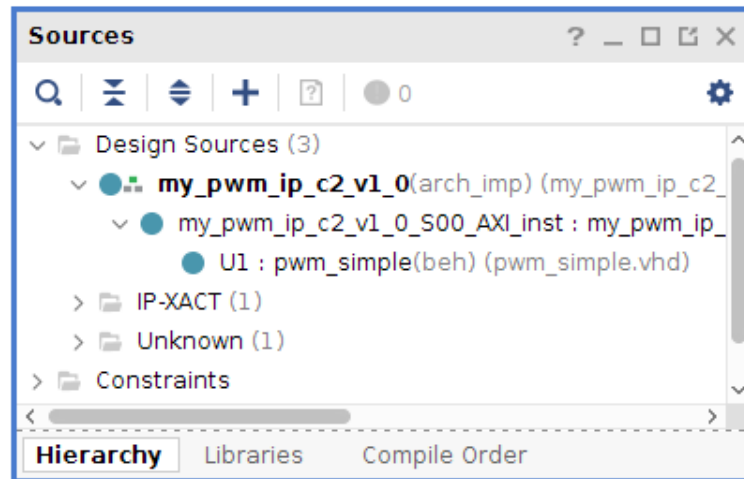 Sources
0
Design Sources (3)
my_pwm_ip_c2_v1_0(arch_imp) (my_pwm_ip_c2_
my_pwm_ip_c2_v1_0_S00_AXI_inst : my_pwm_ip_
U1 : pwm_simple(beh) (pwm_simple.vhd)
IP-XACT (1)
Unknown (1)
Constraints
Hierarchy Libraries Compile Order